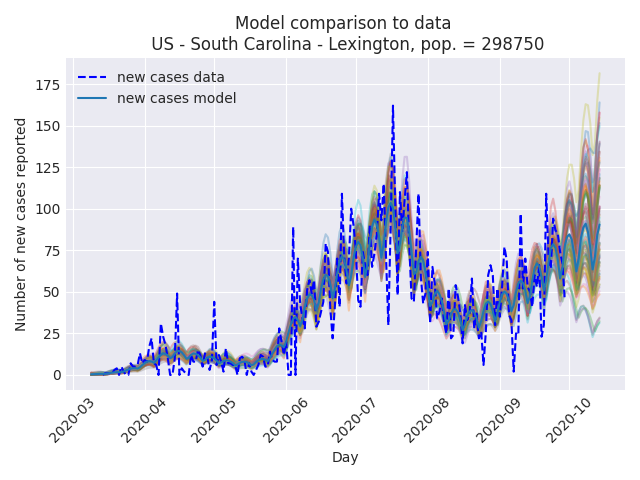 Model comparison to data
US - South Carolina - Lexington, pop. = 298750
new cases data
new cases model
Number of new cases reported
175
150
125
100
75
50
25
0
2020-03
2020-04
2020-05
2020-06
2020-07
2020-08
2020-09
2020-10
Day